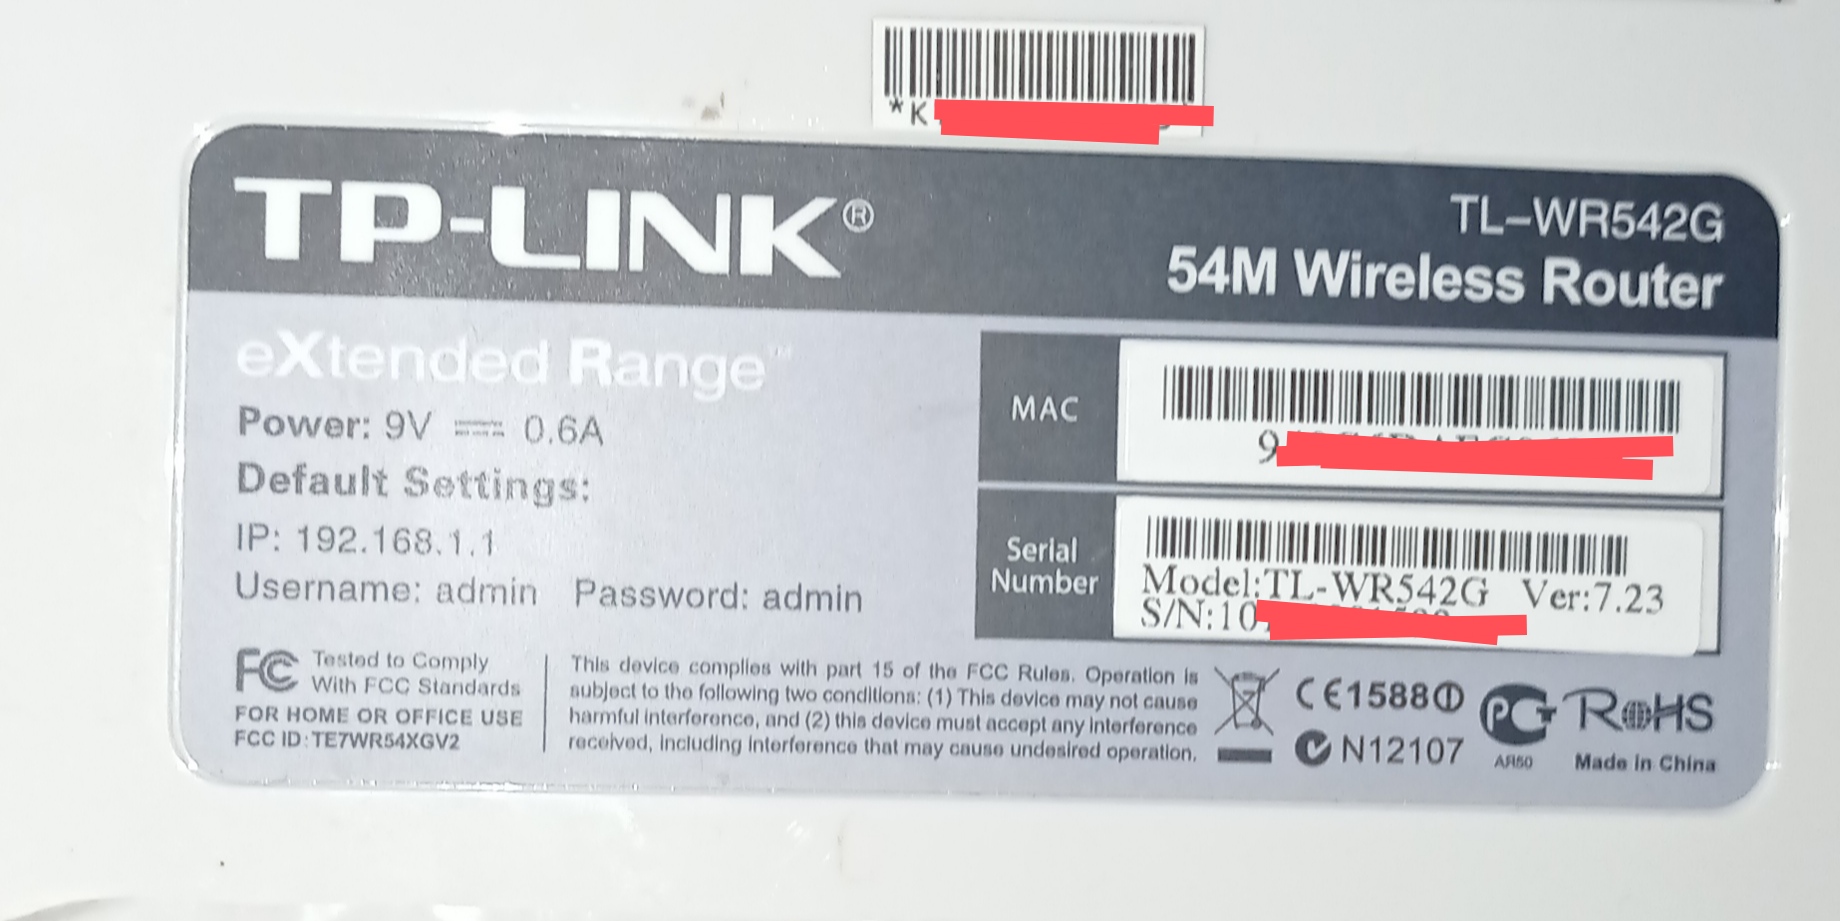 *K
TP-LINK®
TL-WR542G
54M Wireless Router
eXtended Range™
Power: 9V ⎓ 0.6A
Default Settings:
IP: 192.168.1.1
Username: admin Password: admin
MAC
9
Serial Number
Model:TL-WR542G Ver:7.23
S/N:10
FC Tested to Comply
With FCC Standards
FOR HOME OR OFFICE USE
FCC ID: TE7WR54XGV2
This device complies with part 15 of the FCC Rules. Operation is
subject to the following two conditions: (1) This device may not cause
harmful interference, and (2) this device must accept any interference
received, including interference that may cause undesired operation.
CE1588
N12107
PCT
AR50
RoHS
Made in China